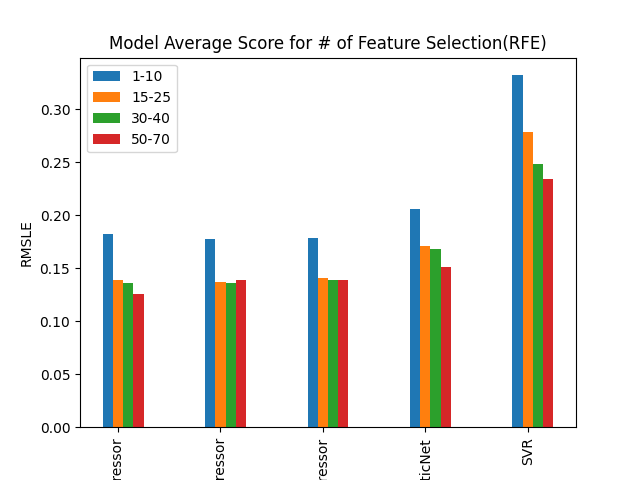 Model Average Score for # of Feature Selection(RFE)
1-10
15-25
30-40
50-70
RMSLE
0.30
0.25
0.20
0.15
0.10
0.05
0.00
ressor
ressor
ressor
ticNet
SVR